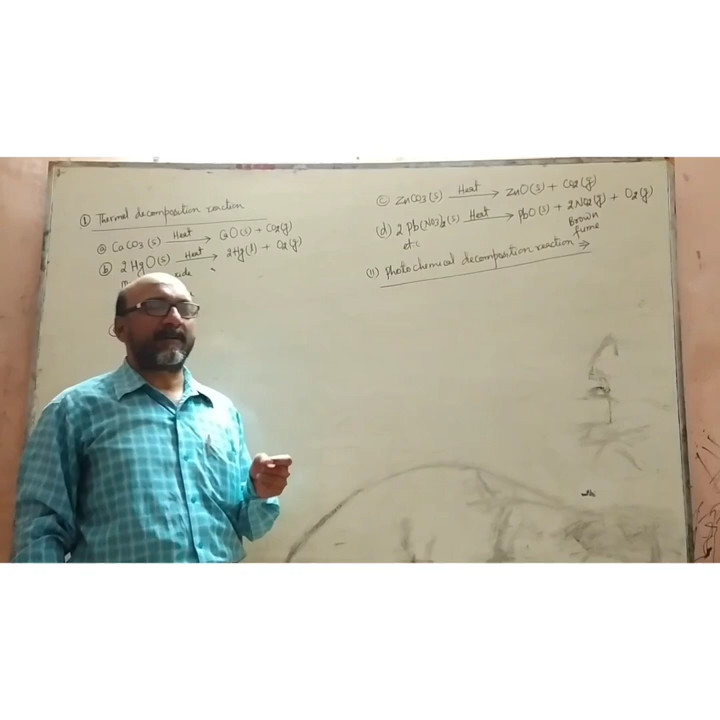 ① Thermal decomposition reaction
ⓐ CaCO3 (s) Heat → CaO(s) + CO2(g)
ⓑ 2HgO(s) Heat → 2Hg(l) + O2(g)
ⓒ ZnCO3(s) Heat → ZnO(s) + CO2(g)
(d) 2Pb(NO3)2(s) Heat → PbO(s) + 2NO2(g) + O2(g)
etc
Brown
fume
(II) Photochemical decomposition reaction ⇒